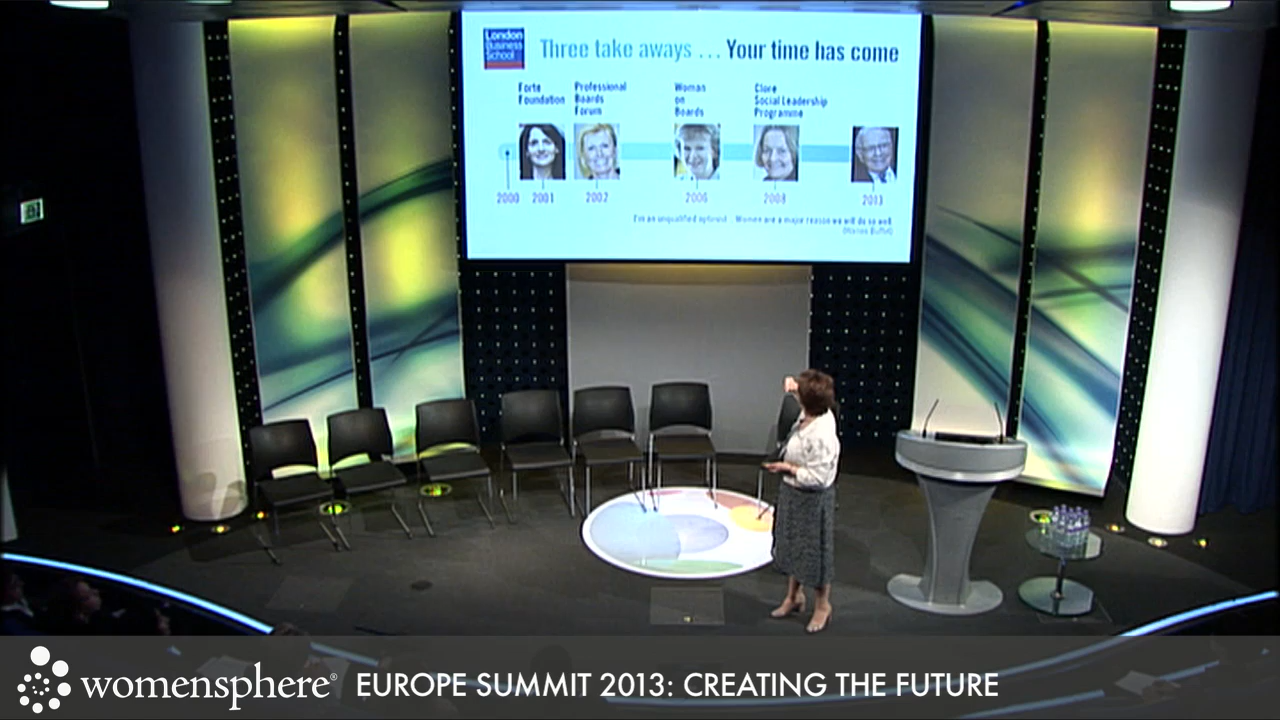 London
Business
School
Three take aways ... Your time has come
Forte
Foundation
Professional
Boards
Forum
Woman
on
Boards
Clore
Social Leadership
Programme
2000
2001
2002
2006
2008
2013
I'm an unqualified optimist. Women are a major reason we will do so well.
(Warren Buffet)
womensphere® EUROPE SUMMIT 2013: CREATING THE FUTURE